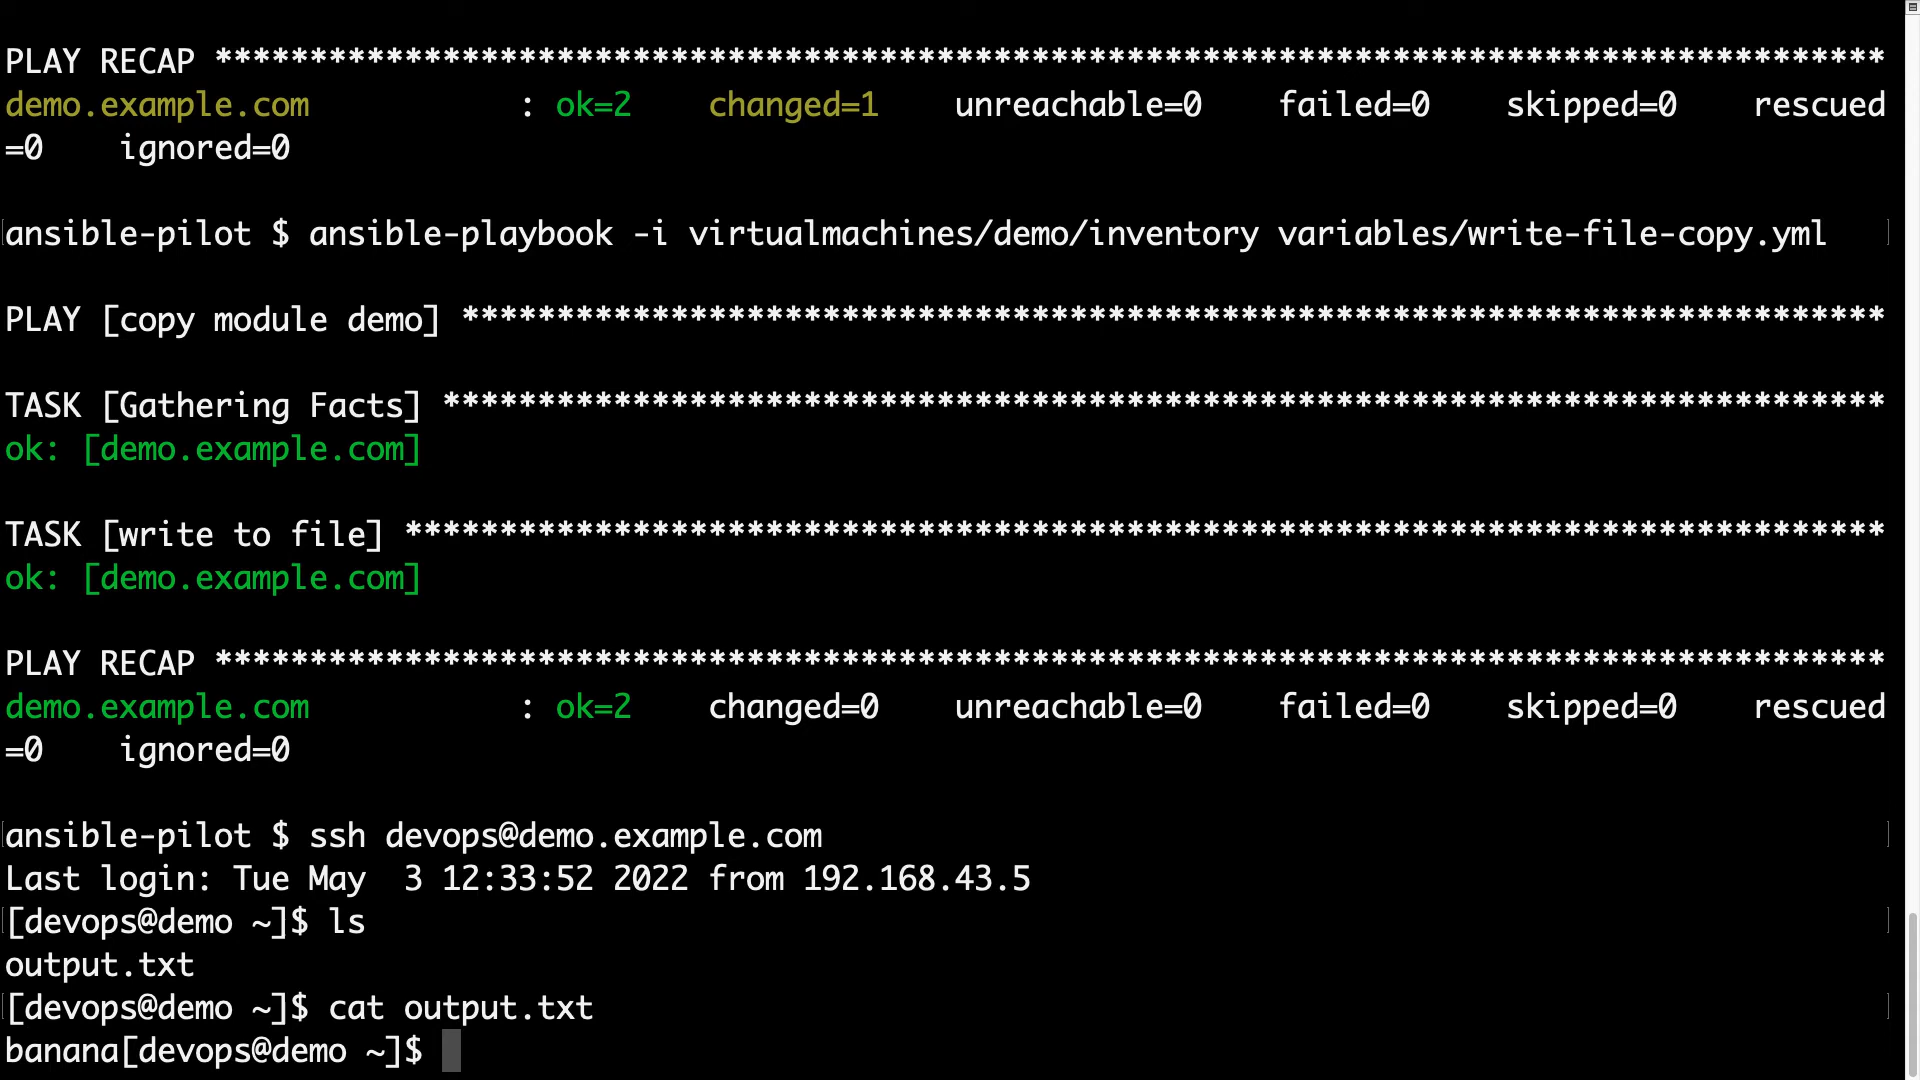 PLAY RECAP ****************************************************************************************
demo.example.com           : ok=2    changed=1    unreachable=0    failed=0    skipped=0    rescued
=0    ignored=0
ansible-pilot $ ansible-playbook -i virtualmachines/demo/inventory variables/write-file-copy.yml
PLAY [copy module demo] ***************************************************************************
TASK [Gathering Facts] ****************************************************************************
ok: [demo.example.com]
TASK [write to file] ******************************************************************************
ok: [demo.example.com]
PLAY RECAP ****************************************************************************************
demo.example.com           : ok=2    changed=0    unreachable=0    failed=0    skipped=0    rescued
=0    ignored=0
ansible-pilot $ ssh devops@demo.example.com
Last login: Tue May  3 12:33:52 2022 from 192.168.43.5
[devops@demo ~]$ ls
output.txt
[devops@demo ~]$ cat output.txt
banana[devops@demo ~]$